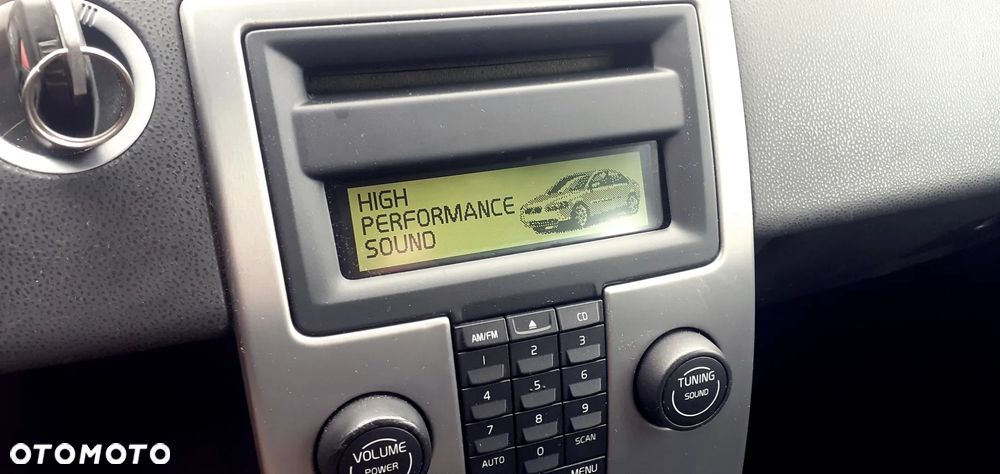 HIGH
PERFORMANCE
SOUND
AM/FM
CD
1
2
3
4
5
6
7
8
9
AUTO
0
SCAN
MENU
VOLUME
POWER
TUNING
SOUND
OTOMOTO